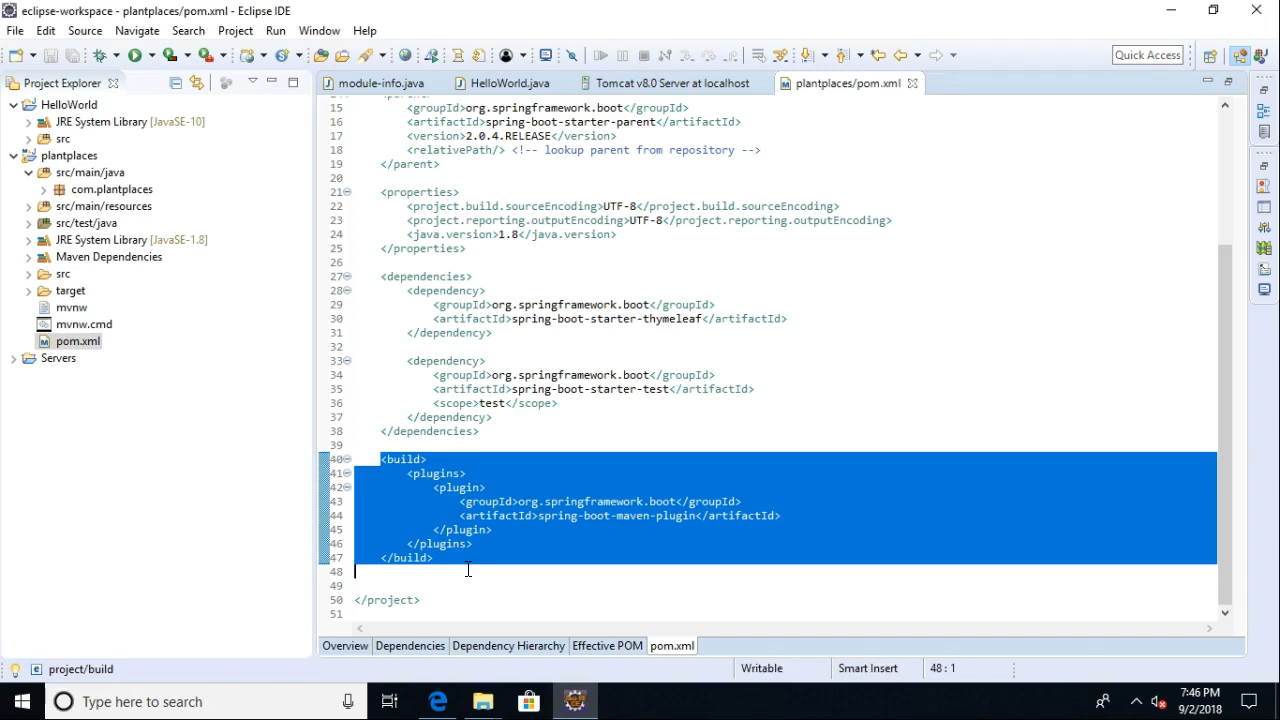 eclipse-workspace - plantplaces/pom.xml - Eclipse IDE
File Edit Source Navigate Search Project Run Window Help
Quick Access
Project Explorer
module-info.java HelloWorld.java Tomcat v8.0 Server at localhost plantplaces/pom.xml
HelloWorld
JRE System Library [JavaSE-10]
src
plantplaces
src/main/java
com.plantplaces
src/main/resources
src/test/java
JRE System Library [JavaSE-1.8]
Maven Dependencies
src
target
mvnw
mvnw.cmd
pom.xml
Servers
15 <groupId>org.springframework.boot</groupId>
16 <artifactId>spring-boot-starter-parent</artifactId>
17 <version>2.0.4.RELEASE</version>
18 <relativePath/> <!-- lookup parent from repository -->
19 </parent>
20
21 <properties>
22 <project.build.sourceEncoding>UTF-8</project.build.sourceEncoding>
23 <project.reporting.outputEncoding>UTF-8</project.reporting.outputEncoding>
24 <java.version>1.8</java.version>
25 </properties>
26
27 <dependencies>
28 <dependency>
29 <groupId>org.springframework.boot</groupId>
30 <artifactId>spring-boot-starter-thymeleaf</artifactId>
31 </dependency>
32
33 <dependency>
34 <groupId>org.springframework.boot</groupId>
35 <artifactId>spring-boot-starter-test</artifactId>
36 <scope>test</scope>
37 </dependency>
38 </dependencies>
39
40 <build>
41 <plugins>
42 <plugin>
43 <groupId>org.springframework.boot</groupId>
44 <artifactId>spring-boot-maven-plugin</artifactId>
45 </plugin>
46 </plugins>
47 </build>
48
49
50 </project>
51
Overview Dependencies Dependency Hierarchy Effective POM pom.xml
project/build Writable Smart Insert 48 : 1
Type here to search
7:46 PM
9/2/2018